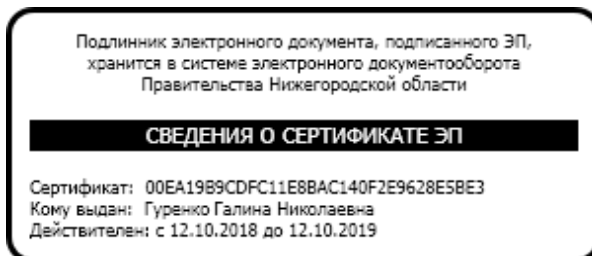 Подлинник электронного документа, подписанного ЭП,
хранится в системе электронного документооборота
Правительства Нижегородской области
СВЕДЕНИЯ О СЕРТИФИКАТЕ ЭП
Сертификат: 00EA19B9CDFC11E8BAC140F2E9628E5BE3
Кому выдан: Гуренко Галина Николаевна
Действителен: с 12.10.2018 до 12.10.2019